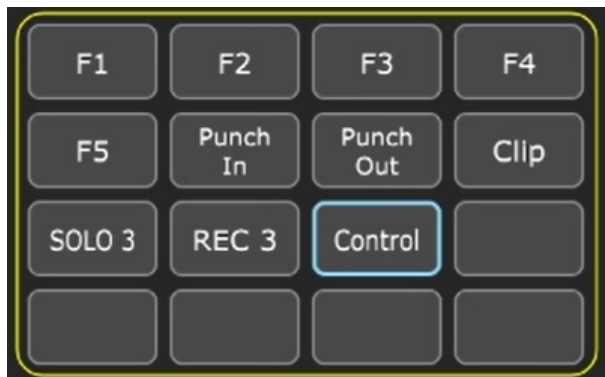 F1 F2 F3 F4
F5 Punch In Punch Out Clip
SOLO 3 REC 3 Control